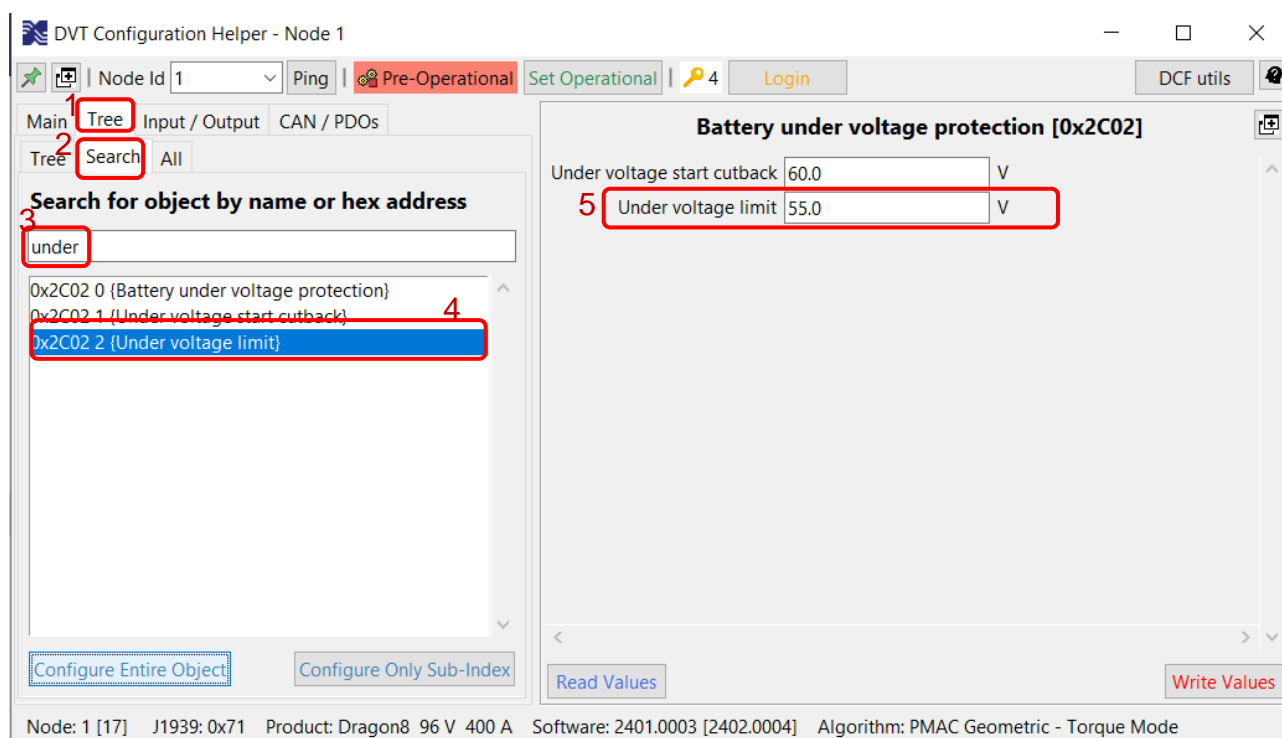 DVT Configuration Helper - Node 1
Node Id 1 Ping Pre-Operational Set Operational 4 Login DCF utils
1
Main Tree Input / Output CAN / PDOs
2
Tree Search All
Search for object by name or hex address
3
under
0x2C02 0 {Battery under voltage protection}
0x2C02 1 {Under voltage start cutback}
4
0x2C02 2 {Under voltage limit}
Configure Entire Object Configure Only Sub-Index
Battery under voltage protection [0x2C02]
Under voltage start cutback 60.0 V
5 Under voltage limit 55.0 V
Read Values Write Values
Node: 1 [17] J1939: 0x71 Product: Dragon8 96 V 400 A Software: 2401.0003 [2402.0004] Algorithm: PMAC Geometric - Torque Mode